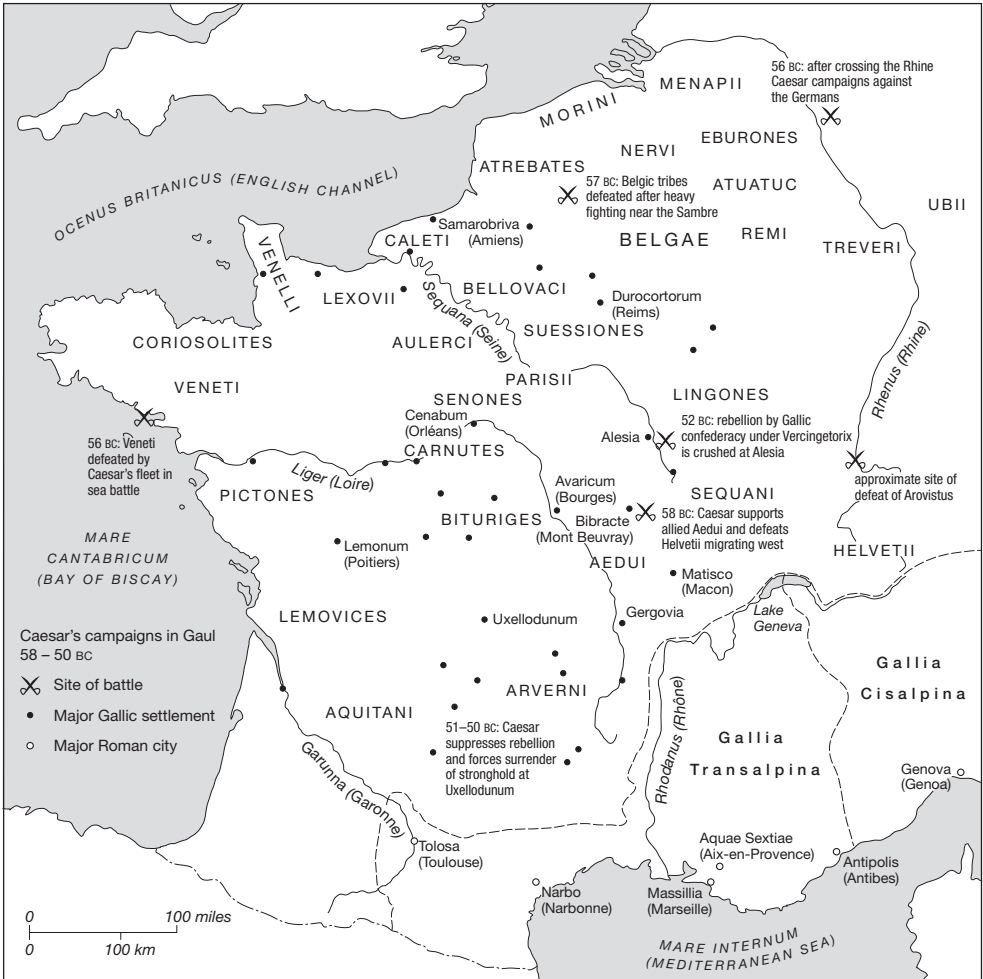 56 BC: after crossing the Rhine
Caesar campaigns against
the Germans
MENAPII
MORINI
EBURONES
NERVI
ATREBATES
57 BC: Belgic tribes
defeated after heavy
fighting near the Sambre
ATUATUC
UBII
OCENUS BRITANICUS (ENGLISH CHANNEL)
Samarobriva
(Amiens)
CALETI
BELGAE
REMI
TREVERI
VENELLI
LEXOVII
Sequana (Seine)
BELLOVACI
Durocortorum
(Reims)
SUESSIONES
CORIOSOLITES
AULERCI
Rhenus (Rhine)
VENETI
PARISII
LINGONES
SENONES
Cenabum
(Orléans)
CARNUTES
Alesia
52 BC: rebellion by Gallic
confederacy under Vercingetorix
is crushed at Alesia
56 BC: Veneti
defeated by
Caesar's fleet in
sea battle
Liger (Loire)
approximate site of
defeat of Arovistus
PICTONES
Avaricum
(Bourges)
SEQUANI
BITURIGES
Bibracte
(Mont Beuvray)
58 BC: Caesar supports
allied Aedui and defeats
Helvetii migrating west
MARE
CANTABRICUM
(BAY OF BISCAY)
Lemonum
(Poitiers)
AEDUI
HELVETII
Matisco
(Macon)
LEMOVICES
Uxellodunum
Gergovia
Lake
Geneva
Caesar's campaigns in Gaul
58 – 50 BC
Site of battle
Major Gallic settlement
Major Roman city
Gallia
Cisalpina
ARVERNI
AQUITANI
51–50 BC: Caesar
suppresses rebellion
and forces surrender
of stronghold at
Uxellodunum
Rhodanus (Rhône)
Gallia
Transalpina
Garunna (Garonne)
Genova
(Genoa)
Tolosa
(Toulouse)
Aquae Sextiae
(Aix-en-Provence)
Antipolis
(Antibes)
Narbo
(Narbonne)
Massillia
(Marseille)
0 100 miles
0 100 km
MARE INTERNUM
(MEDITERRANEAN SEA)